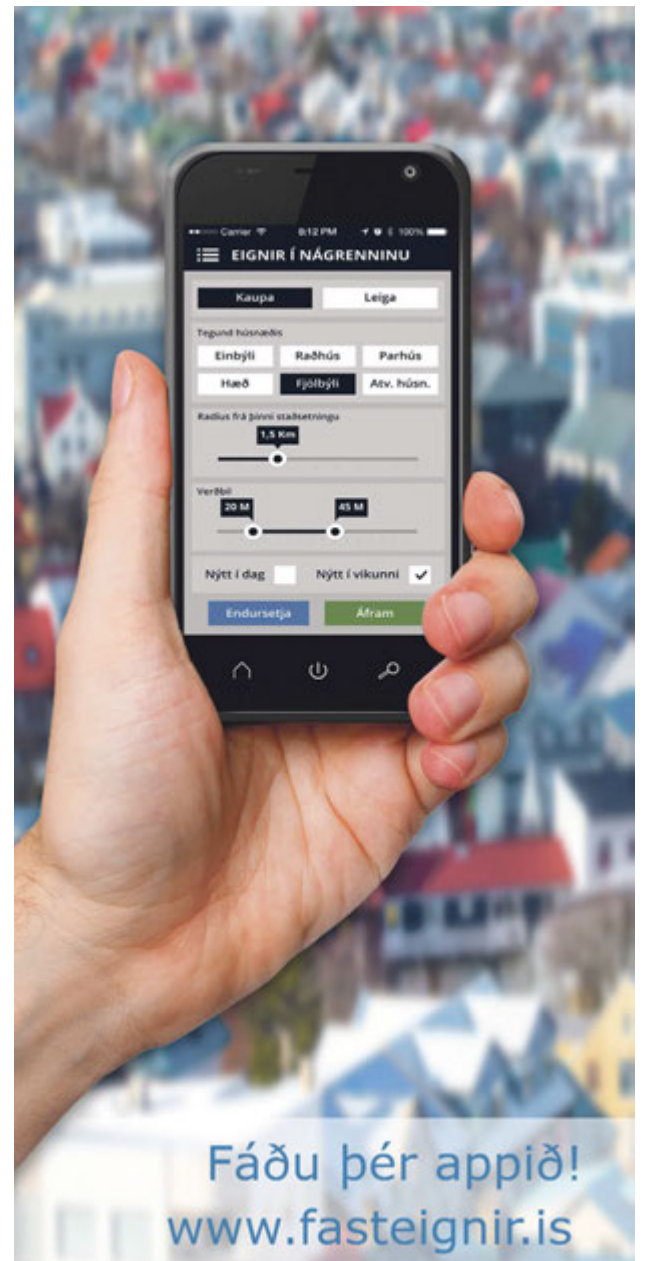 Carrier 8:12 PM 100%
EIGNIR Í NÁGRENNINU
Kaupa Leiga
Tegund húsnæðis
Einbýli Raðhús Parhús
Hæð Fjölbýli Atv. húsn.
Radíus frá þinni staðsetningu
1,5 Km
Verðbil
20 M 45 M
Nýtt í dag Nýtt í vikunni
Endursetja Áfram
Fáðu þér appið!
www.fasteignir.is